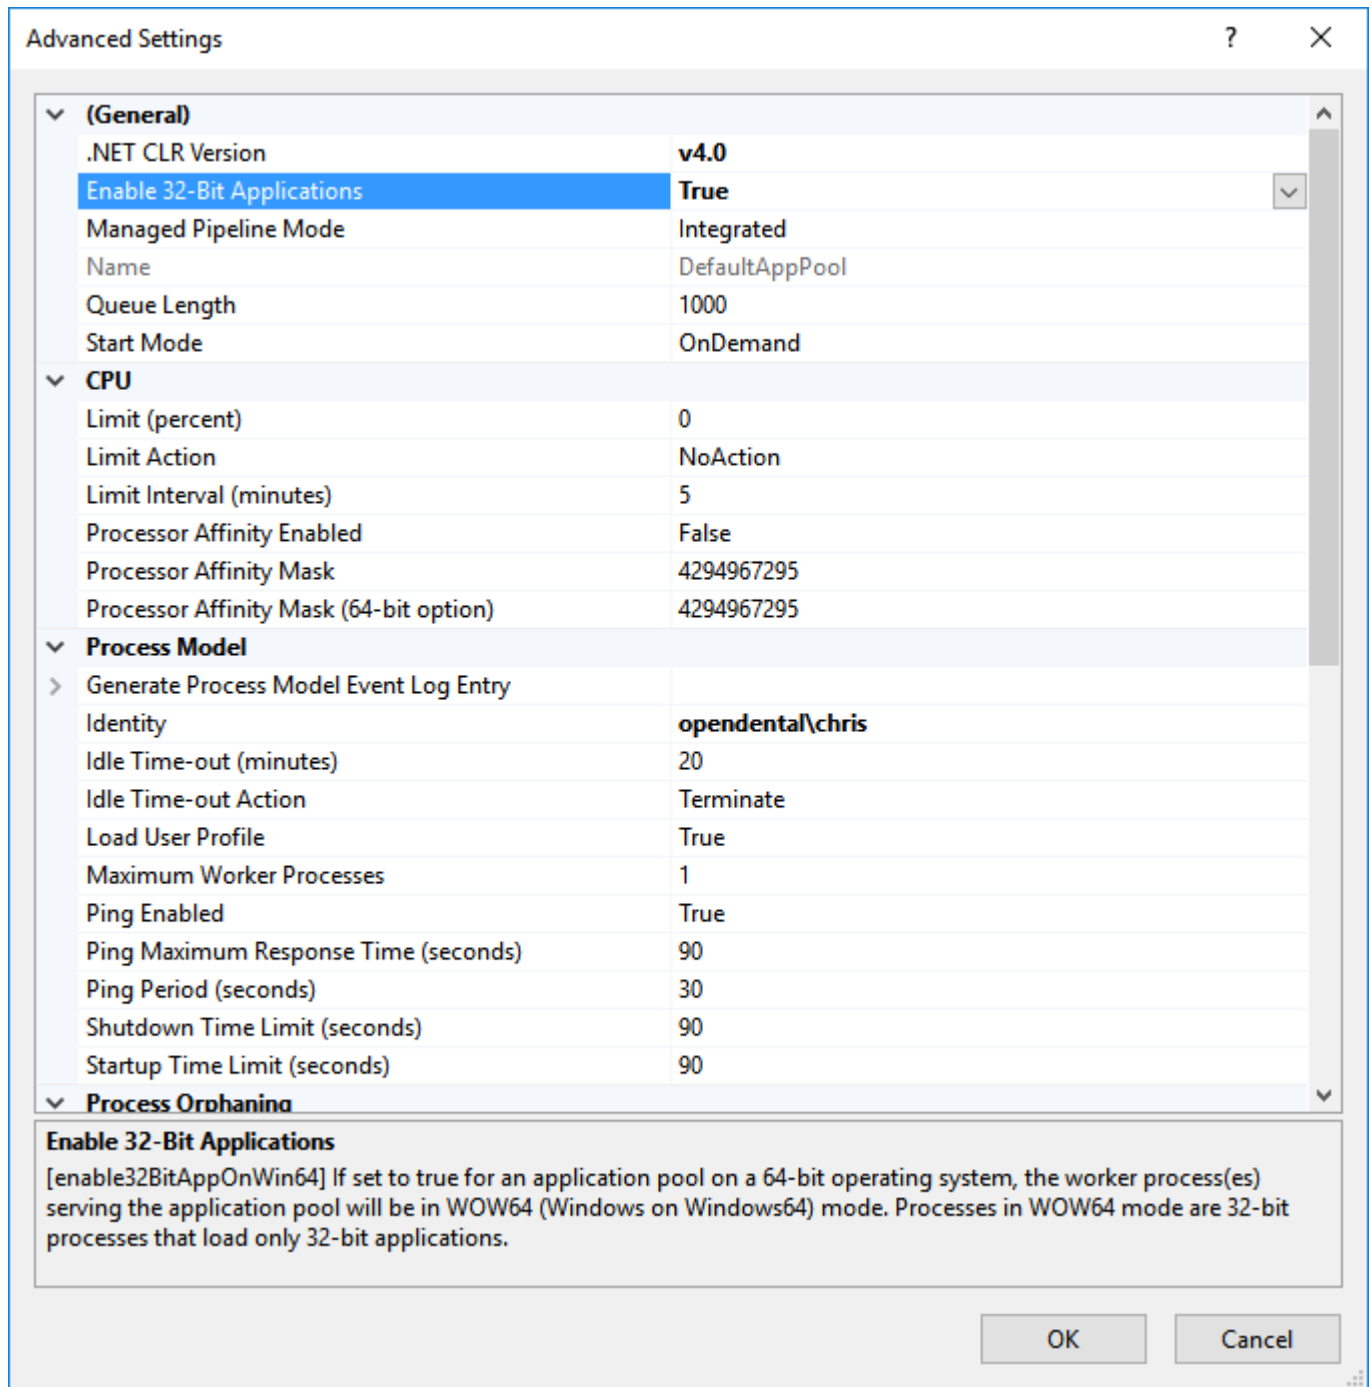 Advanced Settings ?
(General)
.NET CLR Version v4.0
Enable 32-Bit Applications True
Managed Pipeline Mode Integrated
Name DefaultAppPool
Queue Length 1000
Start Mode OnDemand
CPU
Limit (percent) 0
Limit Action NoAction
Limit Interval (minutes) 5
Processor Affinity Enabled False
Processor Affinity Mask 4294967295
Processor Affinity Mask (64-bit option) 4294967295
Process Model
Generate Process Model Event Log Entry
Identity opendental\chris
Idle Time-out (minutes) 20
Idle Time-out Action Terminate
Load User Profile True
Maximum Worker Processes 1
Ping Enabled True
Ping Maximum Response Time (seconds) 90
Ping Period (seconds) 30
Shutdown Time Limit (seconds) 90
Startup Time Limit (seconds) 90
Process Orphaning
Enable 32-Bit Applications
[enable32BitAppOnWin64] If set to true for an application pool on a 64-bit operating system, the worker process(es)
serving the application pool will be in WOW64 (Windows on Windows64) mode. Processes in WOW64 mode are 32-bit
processes that load only 32-bit applications.
OK Cancel